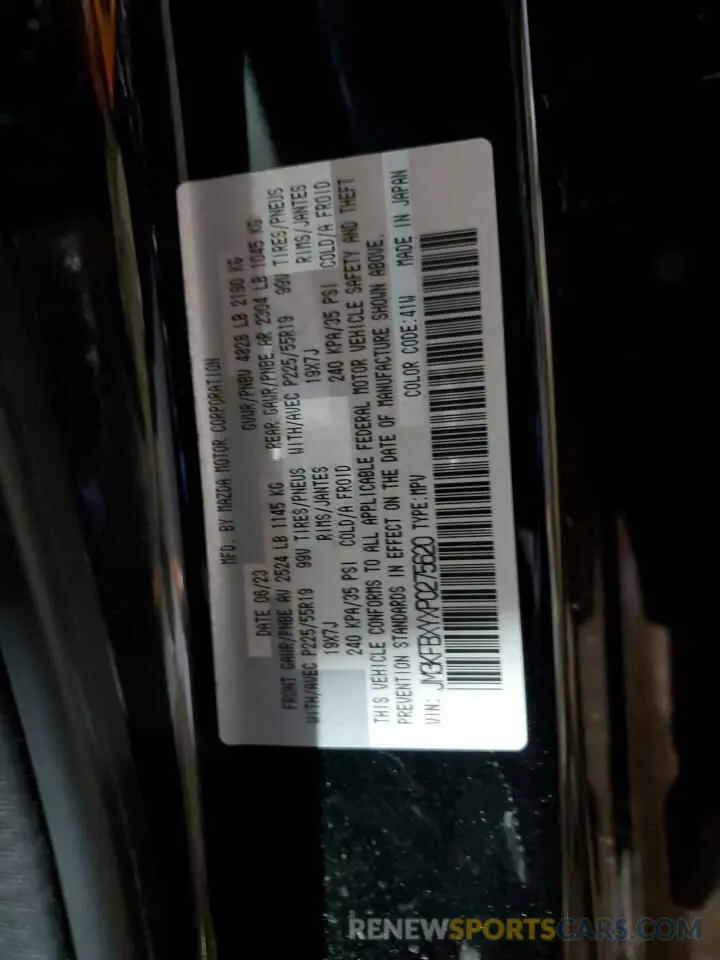 MFD. BY MAZDA MOTOR CORPORATION
DATE 06/23 GVWR/PNBV 4828 LB 2190 KG
FRONT GAWR/PNBE AV 2524 LB 1145 KG REAR GAWR/PNBE AR 2304 LB 1045 KG
WITH/AVEC P225/55R19 99V TIRES/PNEUS WITH/AVEC P225/55R19 99V TIRES/PNEUS
19X7J RIMS/JANTES 19X7J RIMS/JANTES
240 KPA/35 PSI COLD/A FROID 240 KPA/35 PSI COLD/A FROID
THIS VEHICLE CONFORMS TO ALL APPLICABLE FEDERAL MOTOR VEHICLE SAFETY AND THEFT
PREVENTION STANDARDS IN EFFECT ON THE DATE OF MANUFACTURE SHOWN ABOVE.
VIN: JM3KFBXYXP0275620 TYPE:MPV COLOR CODE:41W MADE IN JAPAN
RENEWSPORTSCARS.COM